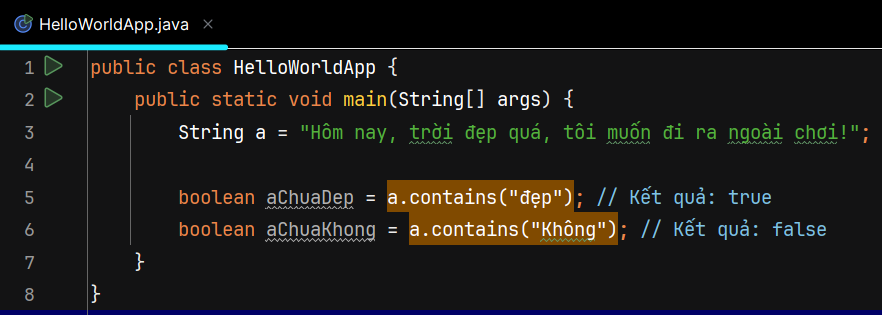 HelloWorldApp.java
1 public class HelloWorldApp {
2 public static void main(String[] args) {
3 String a = "Hôm nay, trời đẹp quá, tôi muốn đi ra ngoài chơi!";
4
5 boolean aChuaDep = a.contains("đẹp"); // Kết quả: true
6 boolean aChuaKhong = a.contains("Không"); // Kết quả: false
7 }
8 }